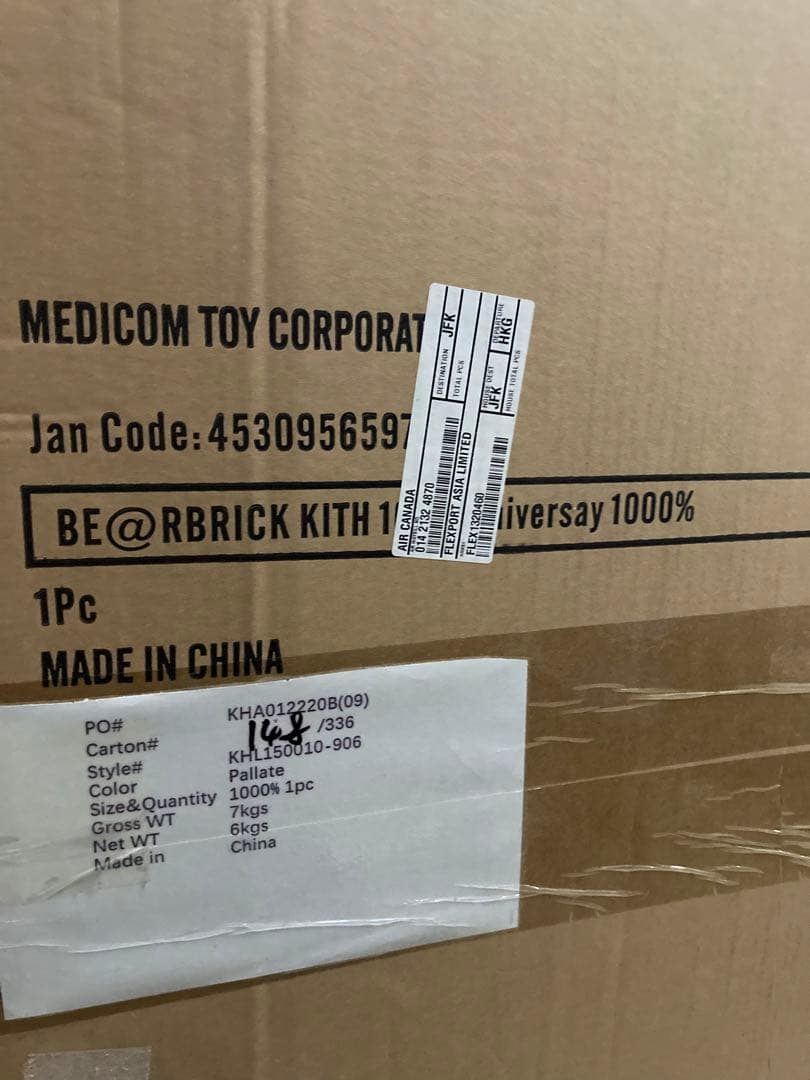 MEDICOM TOY CORPORAT
Jan Code:453095659
BE@RBRICK KITH 1 iversay 1000%
1Pc
MADE IN CHINA
AIR CANADA
014 2132 4870
DESTINATION JFK
TOTAL PCS
FLEXPORT ASIA LIMITED
FLEX1320460
HOUSE DEST JFK
DEPARTURE HKG
HOUSE TOTAL PCS
PO# KHA012220B(09)
Carton# 148 /336
Style# KHL150010-906
Color Pallate
Size&Quantity 1000% 1pc
Gross WT 7kgs
Net WT 6kgs
Made in China